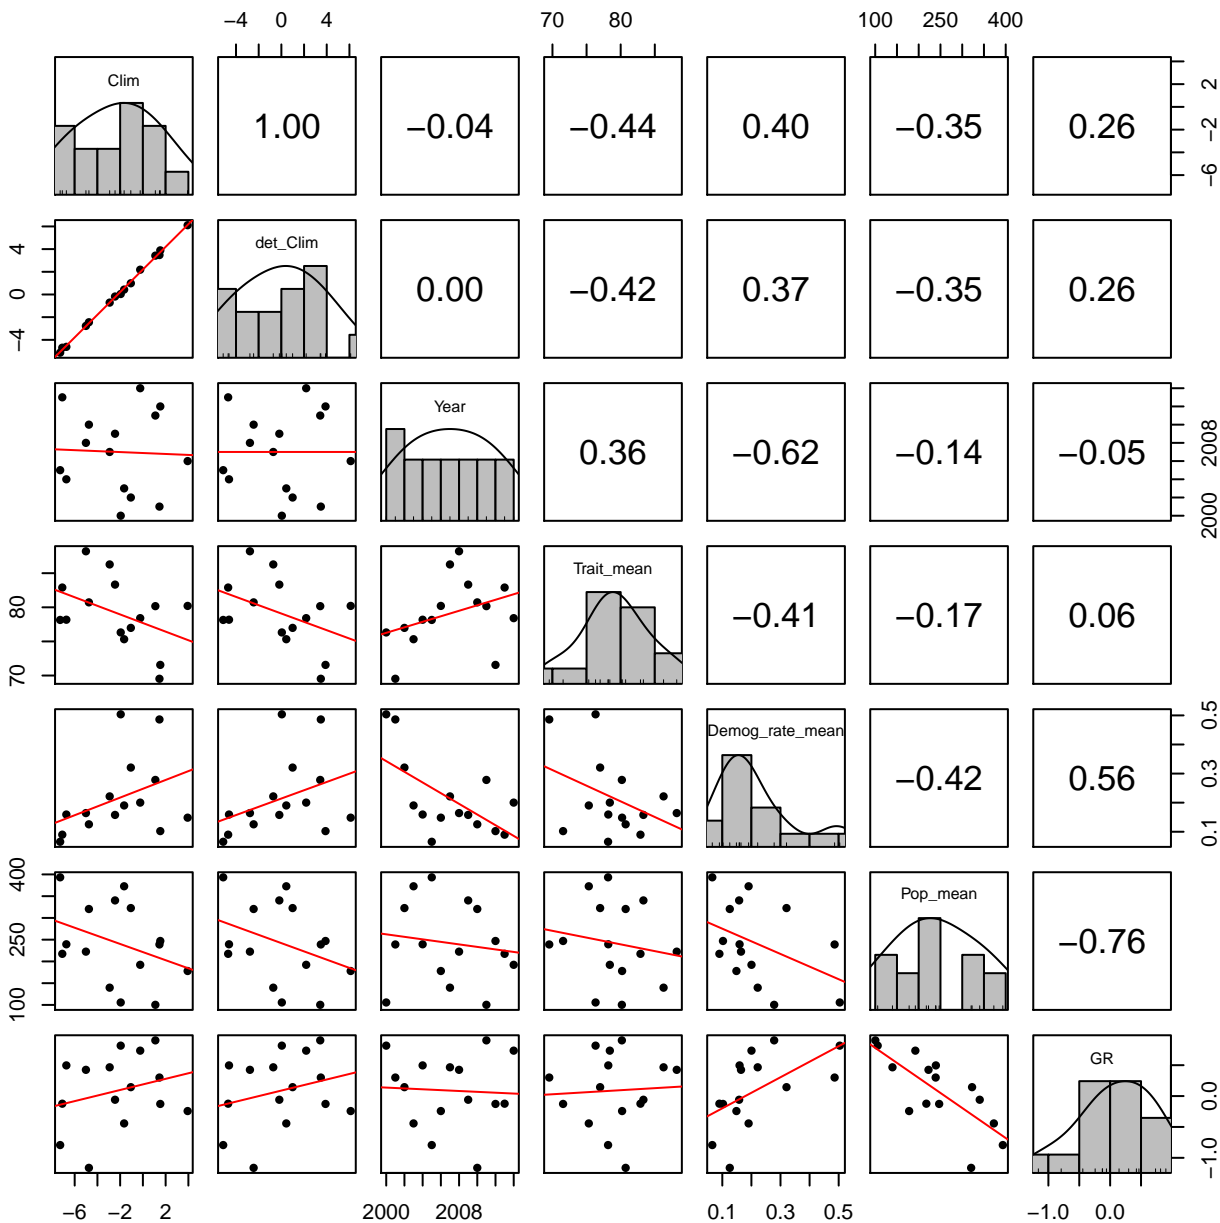 −4 0 4 70 80 100 250 400
Clim 1.00 −0.04 −0.44 0.40 −0.35 0.26 −6 −2 2
−4 0 4 det_Clim 0.00 −0.42 0.37 −0.35 0.26
Year 0.36 −0.62 −0.14 −0.05 2000 2008
70 80 Trait_mean −0.41 −0.17 0.06
Demog_rate_mean −0.42 0.56 0.1 0.3 0.5
100 250 400 Pop_mean −0.76
GR −1.0 0.0
−6 −2 2 2000 2008 0.1 0.3 0.5 −1.0 0.0